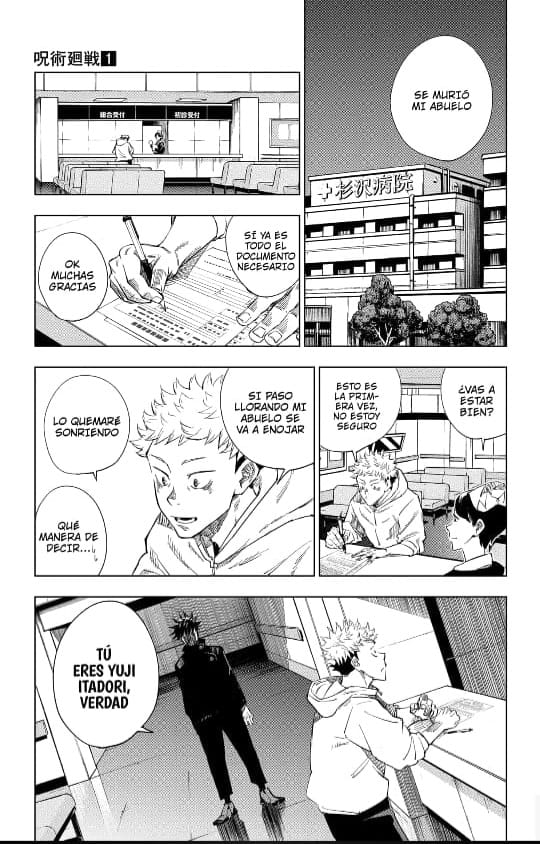 呪術廻戦1
SE MURIÓ
MI ABUELO
杉沢病院
総合受付
初診受付
SÍ YA ES
TODO EL
DOCUMENTO
NECESARIO
OK
MUCHAS
GRACIAS
¿VAS A
ESTAR
BIEN?
ESTO ES
LA PRIM-
ERA VEZ,
NO ESTOY
SEGURO
SI PASO
LLORANDO MI
ABUELO SE
VA A ENOJAR
LO QUEMARÉ
SONRIENDO
QUÉ
MANERA DE
DECIR...
TÚ
ERES YUJI
ITADORI,
VERDAD